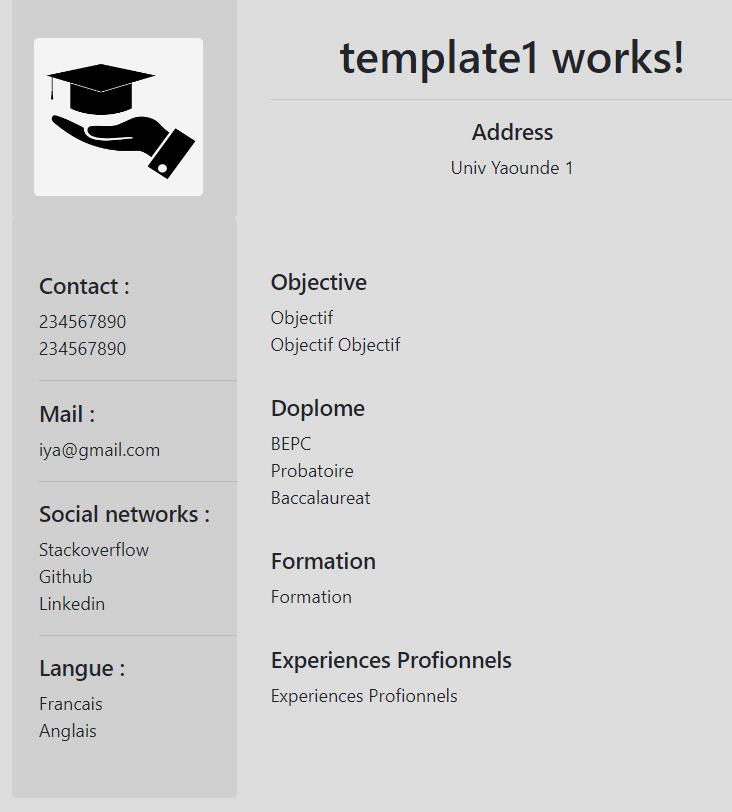 template1 works!
Address
Univ Yaounde 1
Contact :
234567890
234567890
Mail :
iya@gmail.com
Social networks :
Stackoverflow
Github
Linkedin
Langue :
Francais
Anglais
Objective
Objectif
Objectif Objectif
Doplome
BEPC
Probatoire
Baccalaureat
Formation
Formation
Experiences Profionnels
Experiences Profionnels